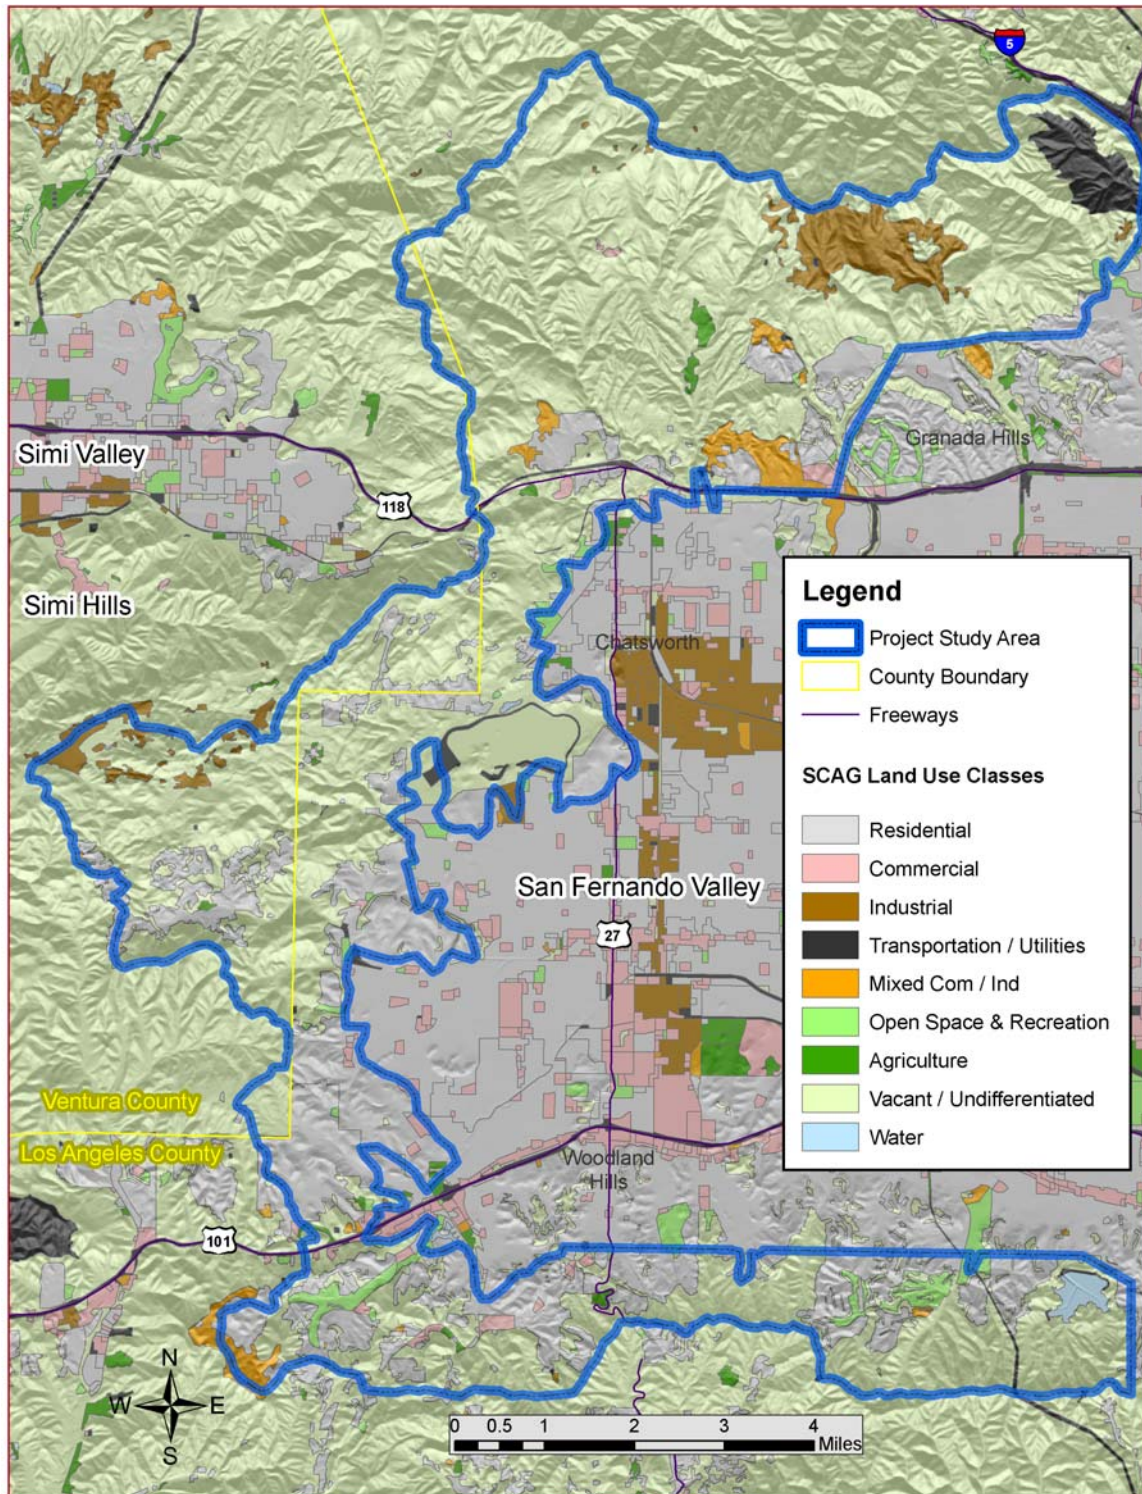 5
Granada Hills
Simi Valley
118
Simi Hills
Chatsworth
San Fernando Valley
27
Ventura County
Los Angeles County
Woodland
Hills
101
Legend
Project Study Area
County Boundary
Freeways
SCAG Land Use Classes
Residential
Commercial
Industrial
Transportation / Utilities
Mixed Com / Ind
Open Space & Recreation
Agriculture
Vacant / Undifferentiated
Water
N
W E
S
0 0.5 1 2 3 4
Miles